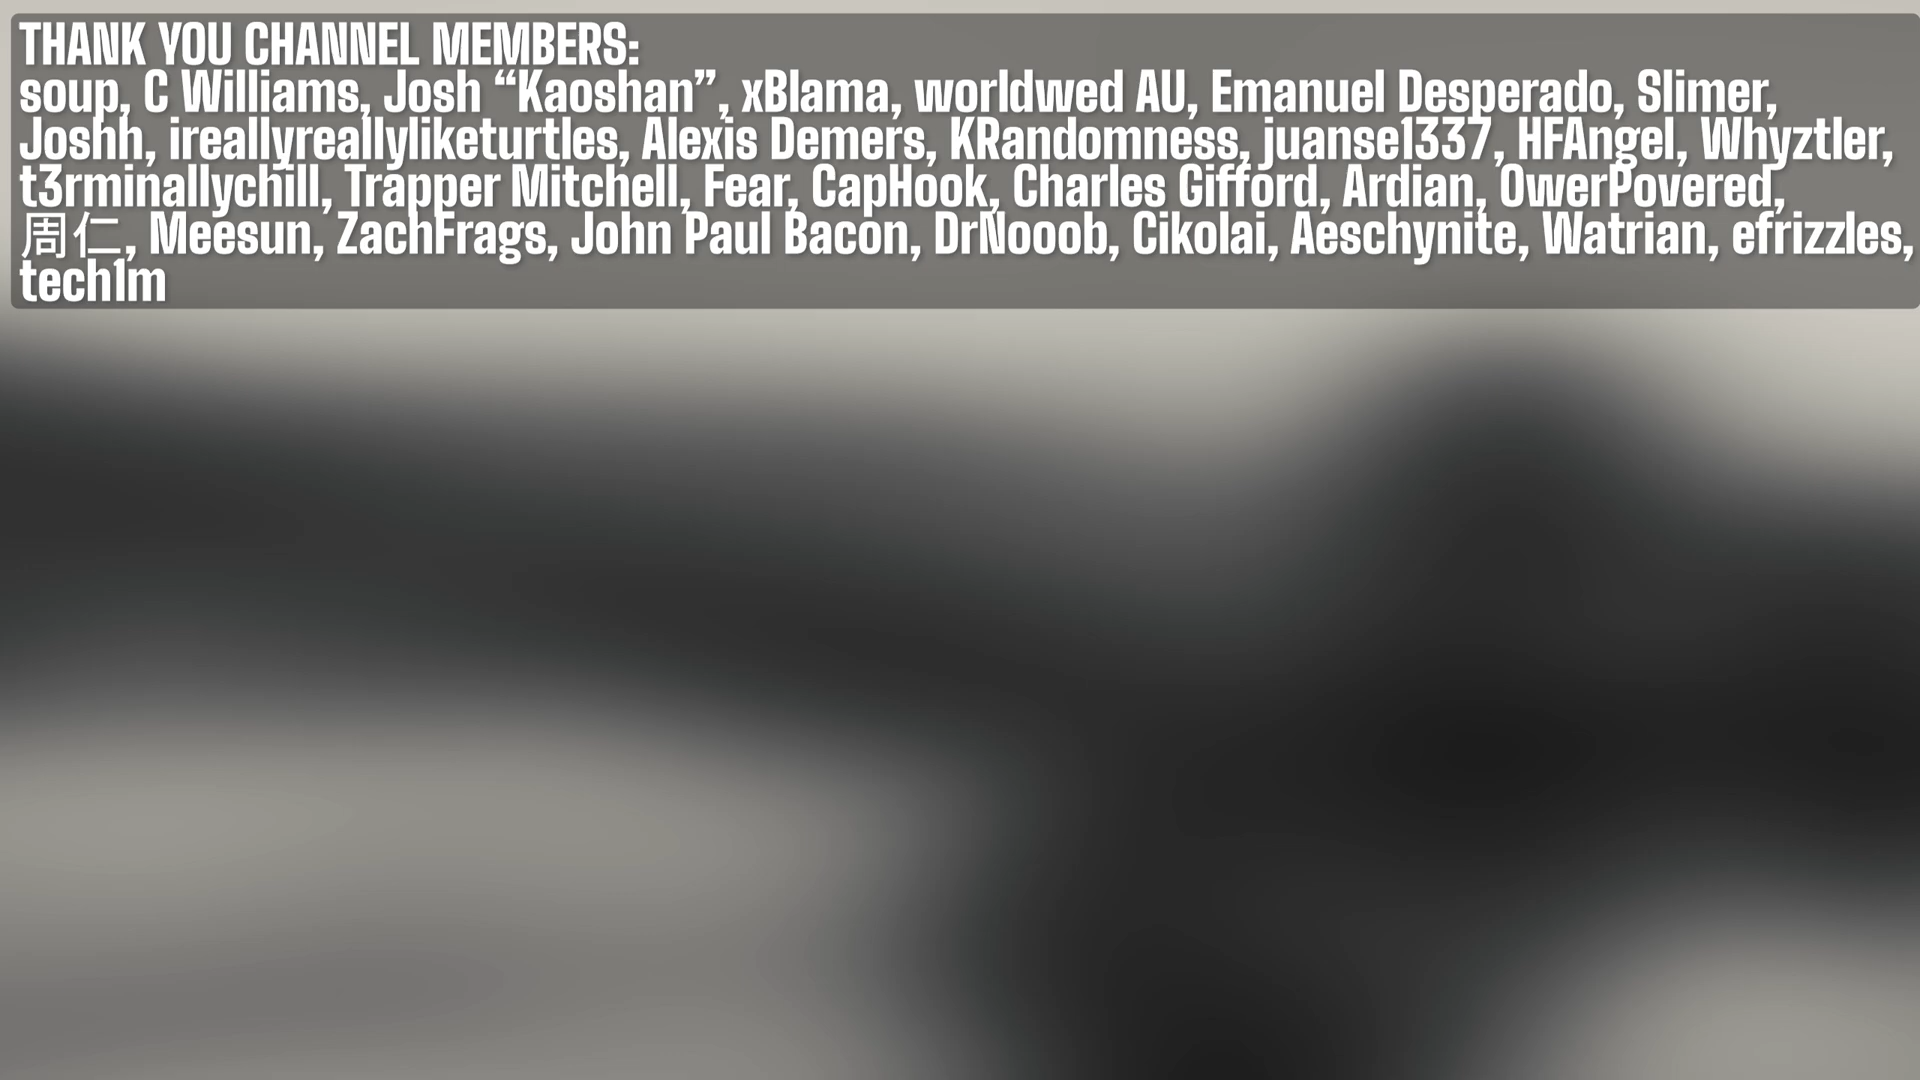 THANK YOU CHANNEL MEMBERS:
soup, C Williams, Josh “Kaoshan”, xBlama, worldwed AU, Emanuel Desperado, Slimer,
Joshh, ireallyreallyliketurtles, Alexis Demers, KRandomness, juanse1337, HFAngel, Whyztler,
t3rminallychill, Trapper Mitchell, Fear, CapHook, Charles Gifford, Ardian, OwerPovered,
周仁, Meesun, ZachFrags, John Paul Bacon, DrNooob, Cikolai, Aeschynite, Watrian, efrizzles,
tech1m